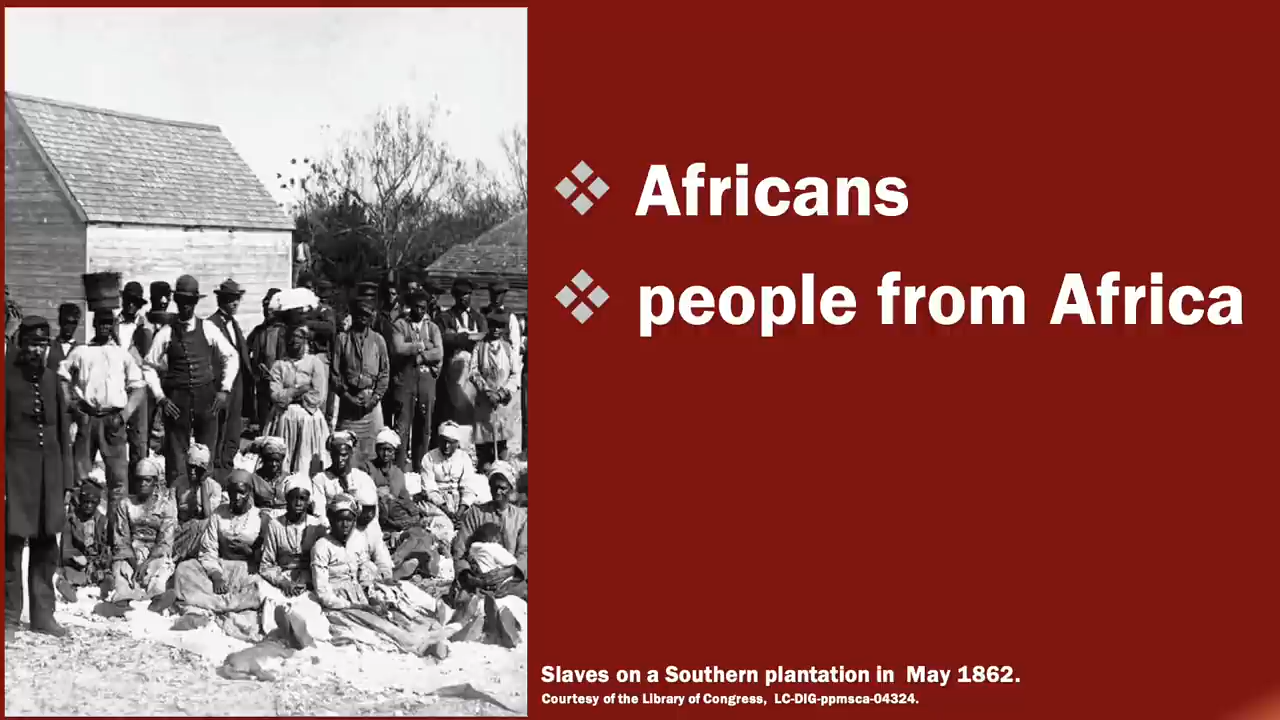 Africans
people from Africa
Slaves on a Southern plantation in May 1862.
Courtesy of the Library of Congress, LC-DIG-ppmsca-04324.